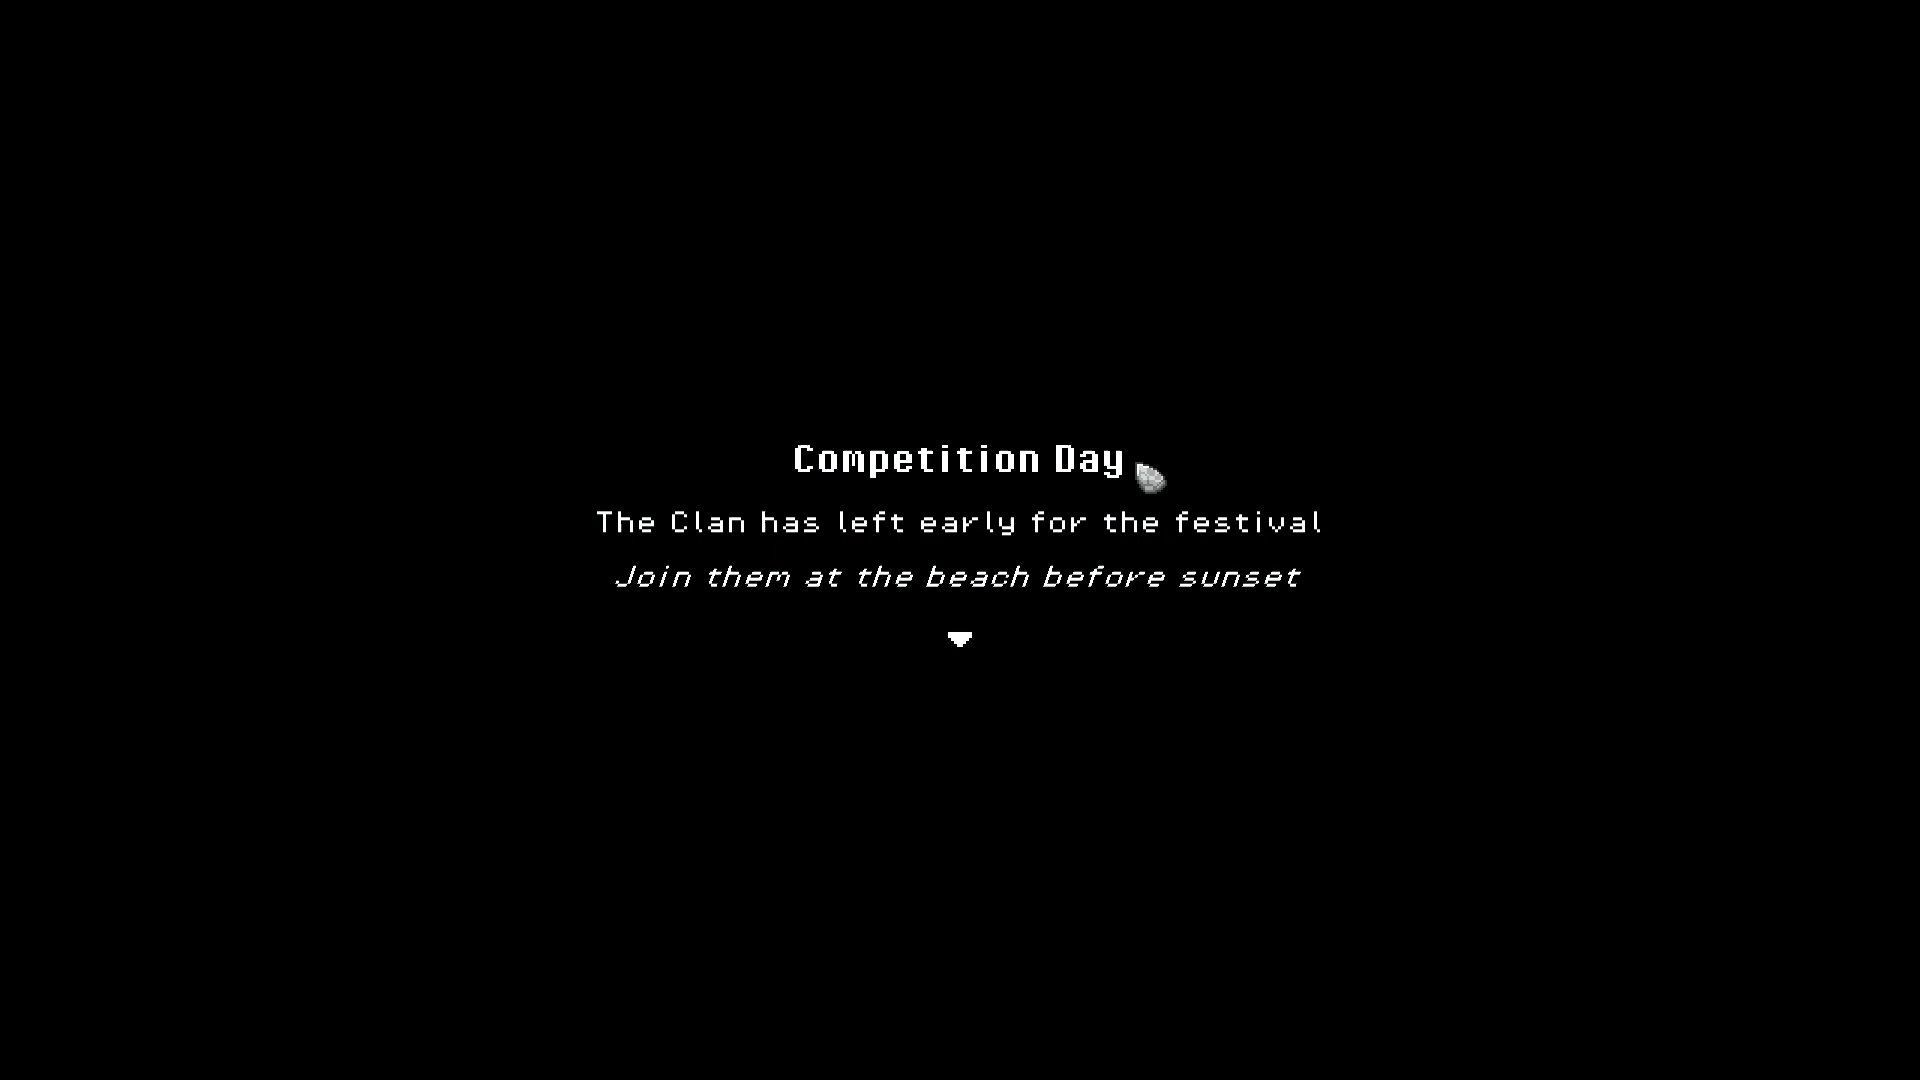 Competition Day
The Clan has left early for the festival
Join them at the beach before sunset